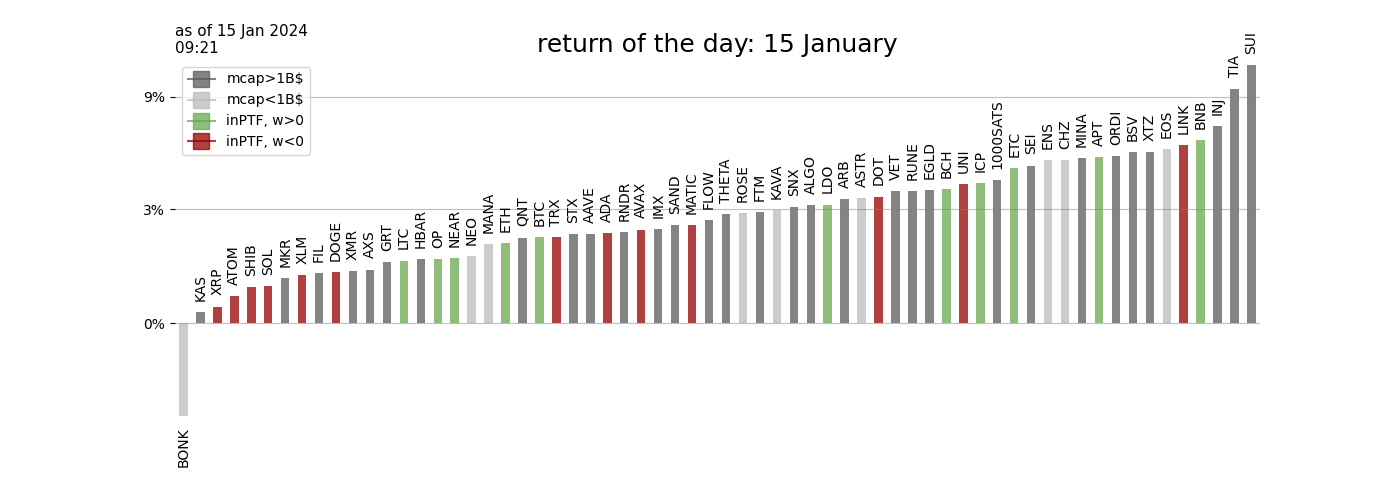 as of 15 Jan 2024
09:21
return of the day: 15 January
mcap>1B$
mcap<1B$
inPTF, w>0
inPTF, w<0
9%
3%
0%
BONK
KAS
XRP
ATOM
SHIB
SOL
MKR
XLM
FIL
DOGE
XMR
AXS
GRT
LTC
HBAR
OP
NEAR
NEO
MANA
ETH
QNT
BTC
TRX
STX
AAVE
ADA
RNDR
AVAX
IMX
SAND
MATIC
FLOW
THETA
ROSE
FTM
KAVA
SNX
ALGO
LDO
ARB
ASTR
DOT
VET
RUNE
EGLD
BCH
UNI
ICP
1000SATS
ETC
SEI
ENS
CHZ
MINA
APT
ORDI
BSV
XTZ
EOS
LINK
BNB
INJ
TIA
SUI